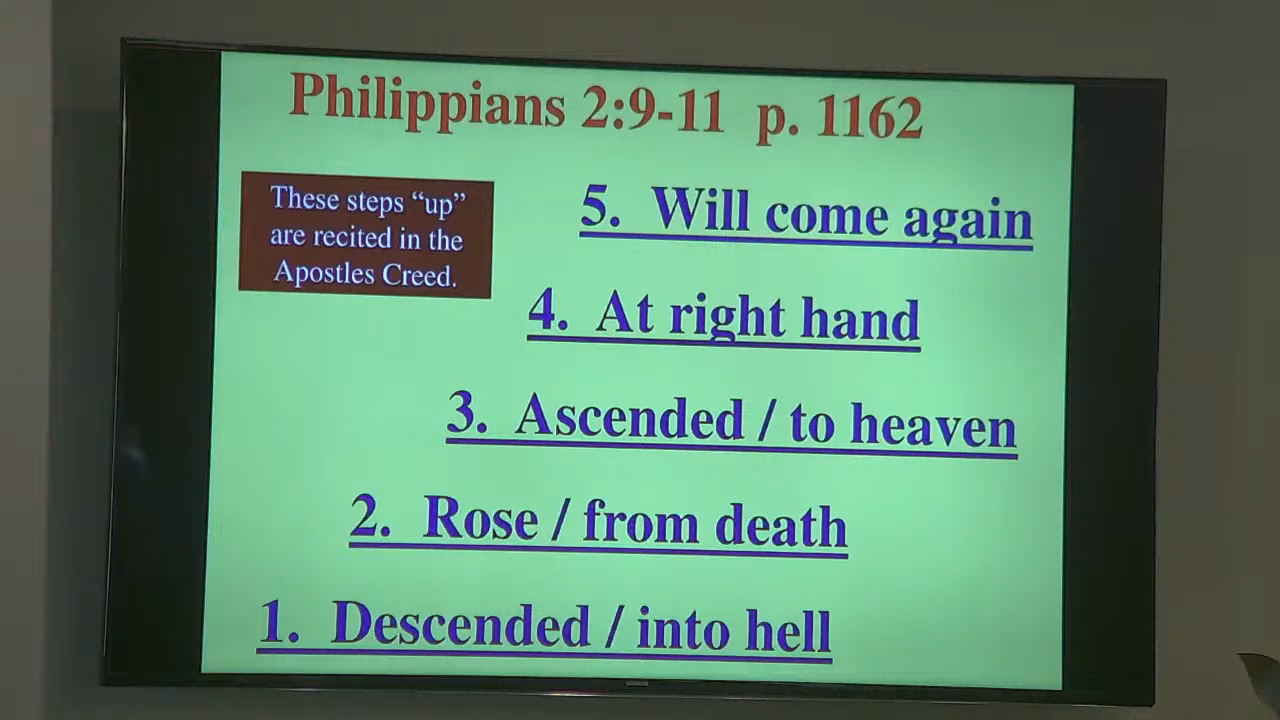 Philippians 2:9-11 p. 1162
These steps “up”
are recited in the
Apostles Creed.
5. Will come again
4. At right hand
3. Ascended / to heaven
2. Rose / from death
1. Descended / into hell